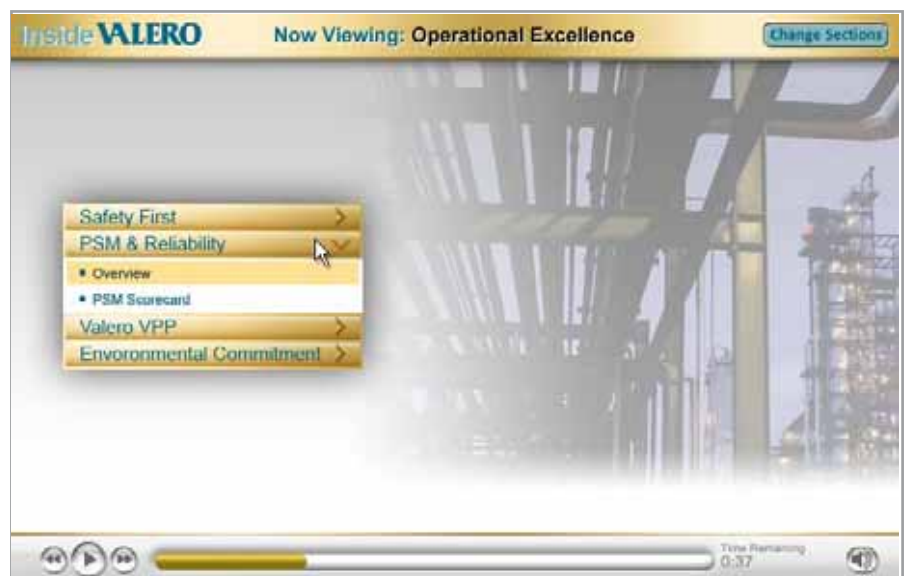 Inside VALERO
Now Viewing: Operational Excellence
Change Sections
Safety First
PSM & Reliability
Overview
PSM Scorecard
Valero VPP
Envoronmental Commitment
Time Remaining
0:37